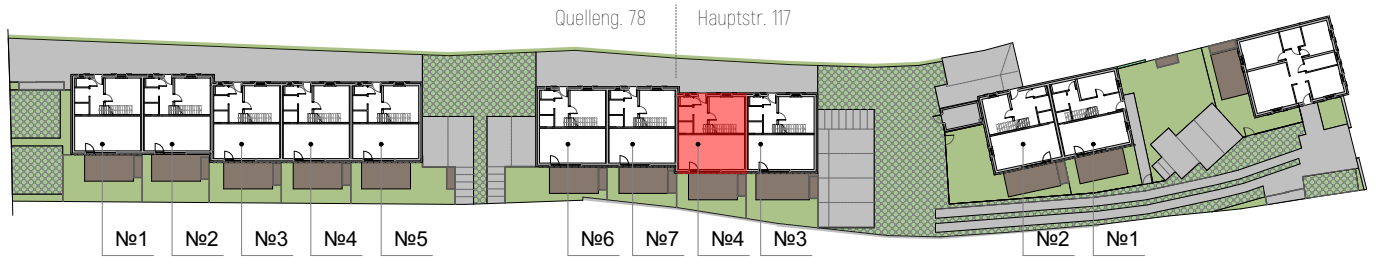 Quelleng. 78 Hauptstr. 117
№1 №2 №3 №4 №5 №6 №7 №4 №3 №2 №1